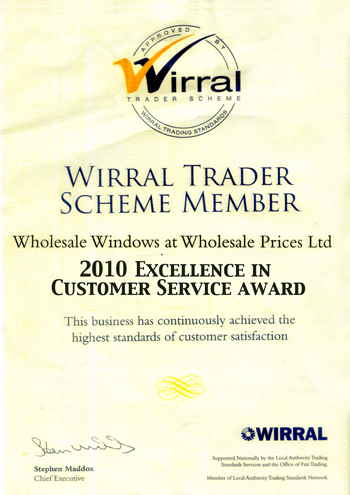 APPROVED BY
Wirral
TRADER SCHEME
WIRRAL TRADING STANDARDS
WIRRAL TRADER
SCHEME MEMBER
Wholesale Windows at Wholesale Prices Ltd
2010 EXCELLENCE IN
CUSTOMER SERVICE AWARD
This business has continuously achieved the
highest standards of customer satisfaction
WIRRAL
Stephen Maddox
Chief Executive
Supported Nationally by the Local Authority Trading
Standards Services and the Office of Fair Trading.
Member of Local Authority Trading Standards Network